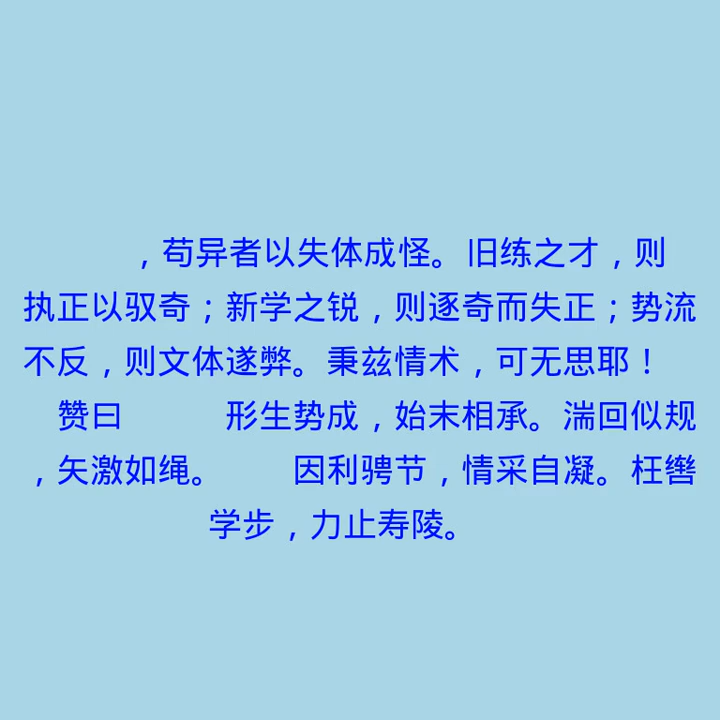 ，苟异者以失体成怪。旧练之才，则
执正以驭奇；新学之锐，则逐奇而失正；势流
不反，则文体遂弊。秉兹情术，可无思耶！
赞曰 形生势成，始末相承。湍回似规
，矢激如绳。 因利骋节，情采自凝。枉辔
学步，力止寿陵。